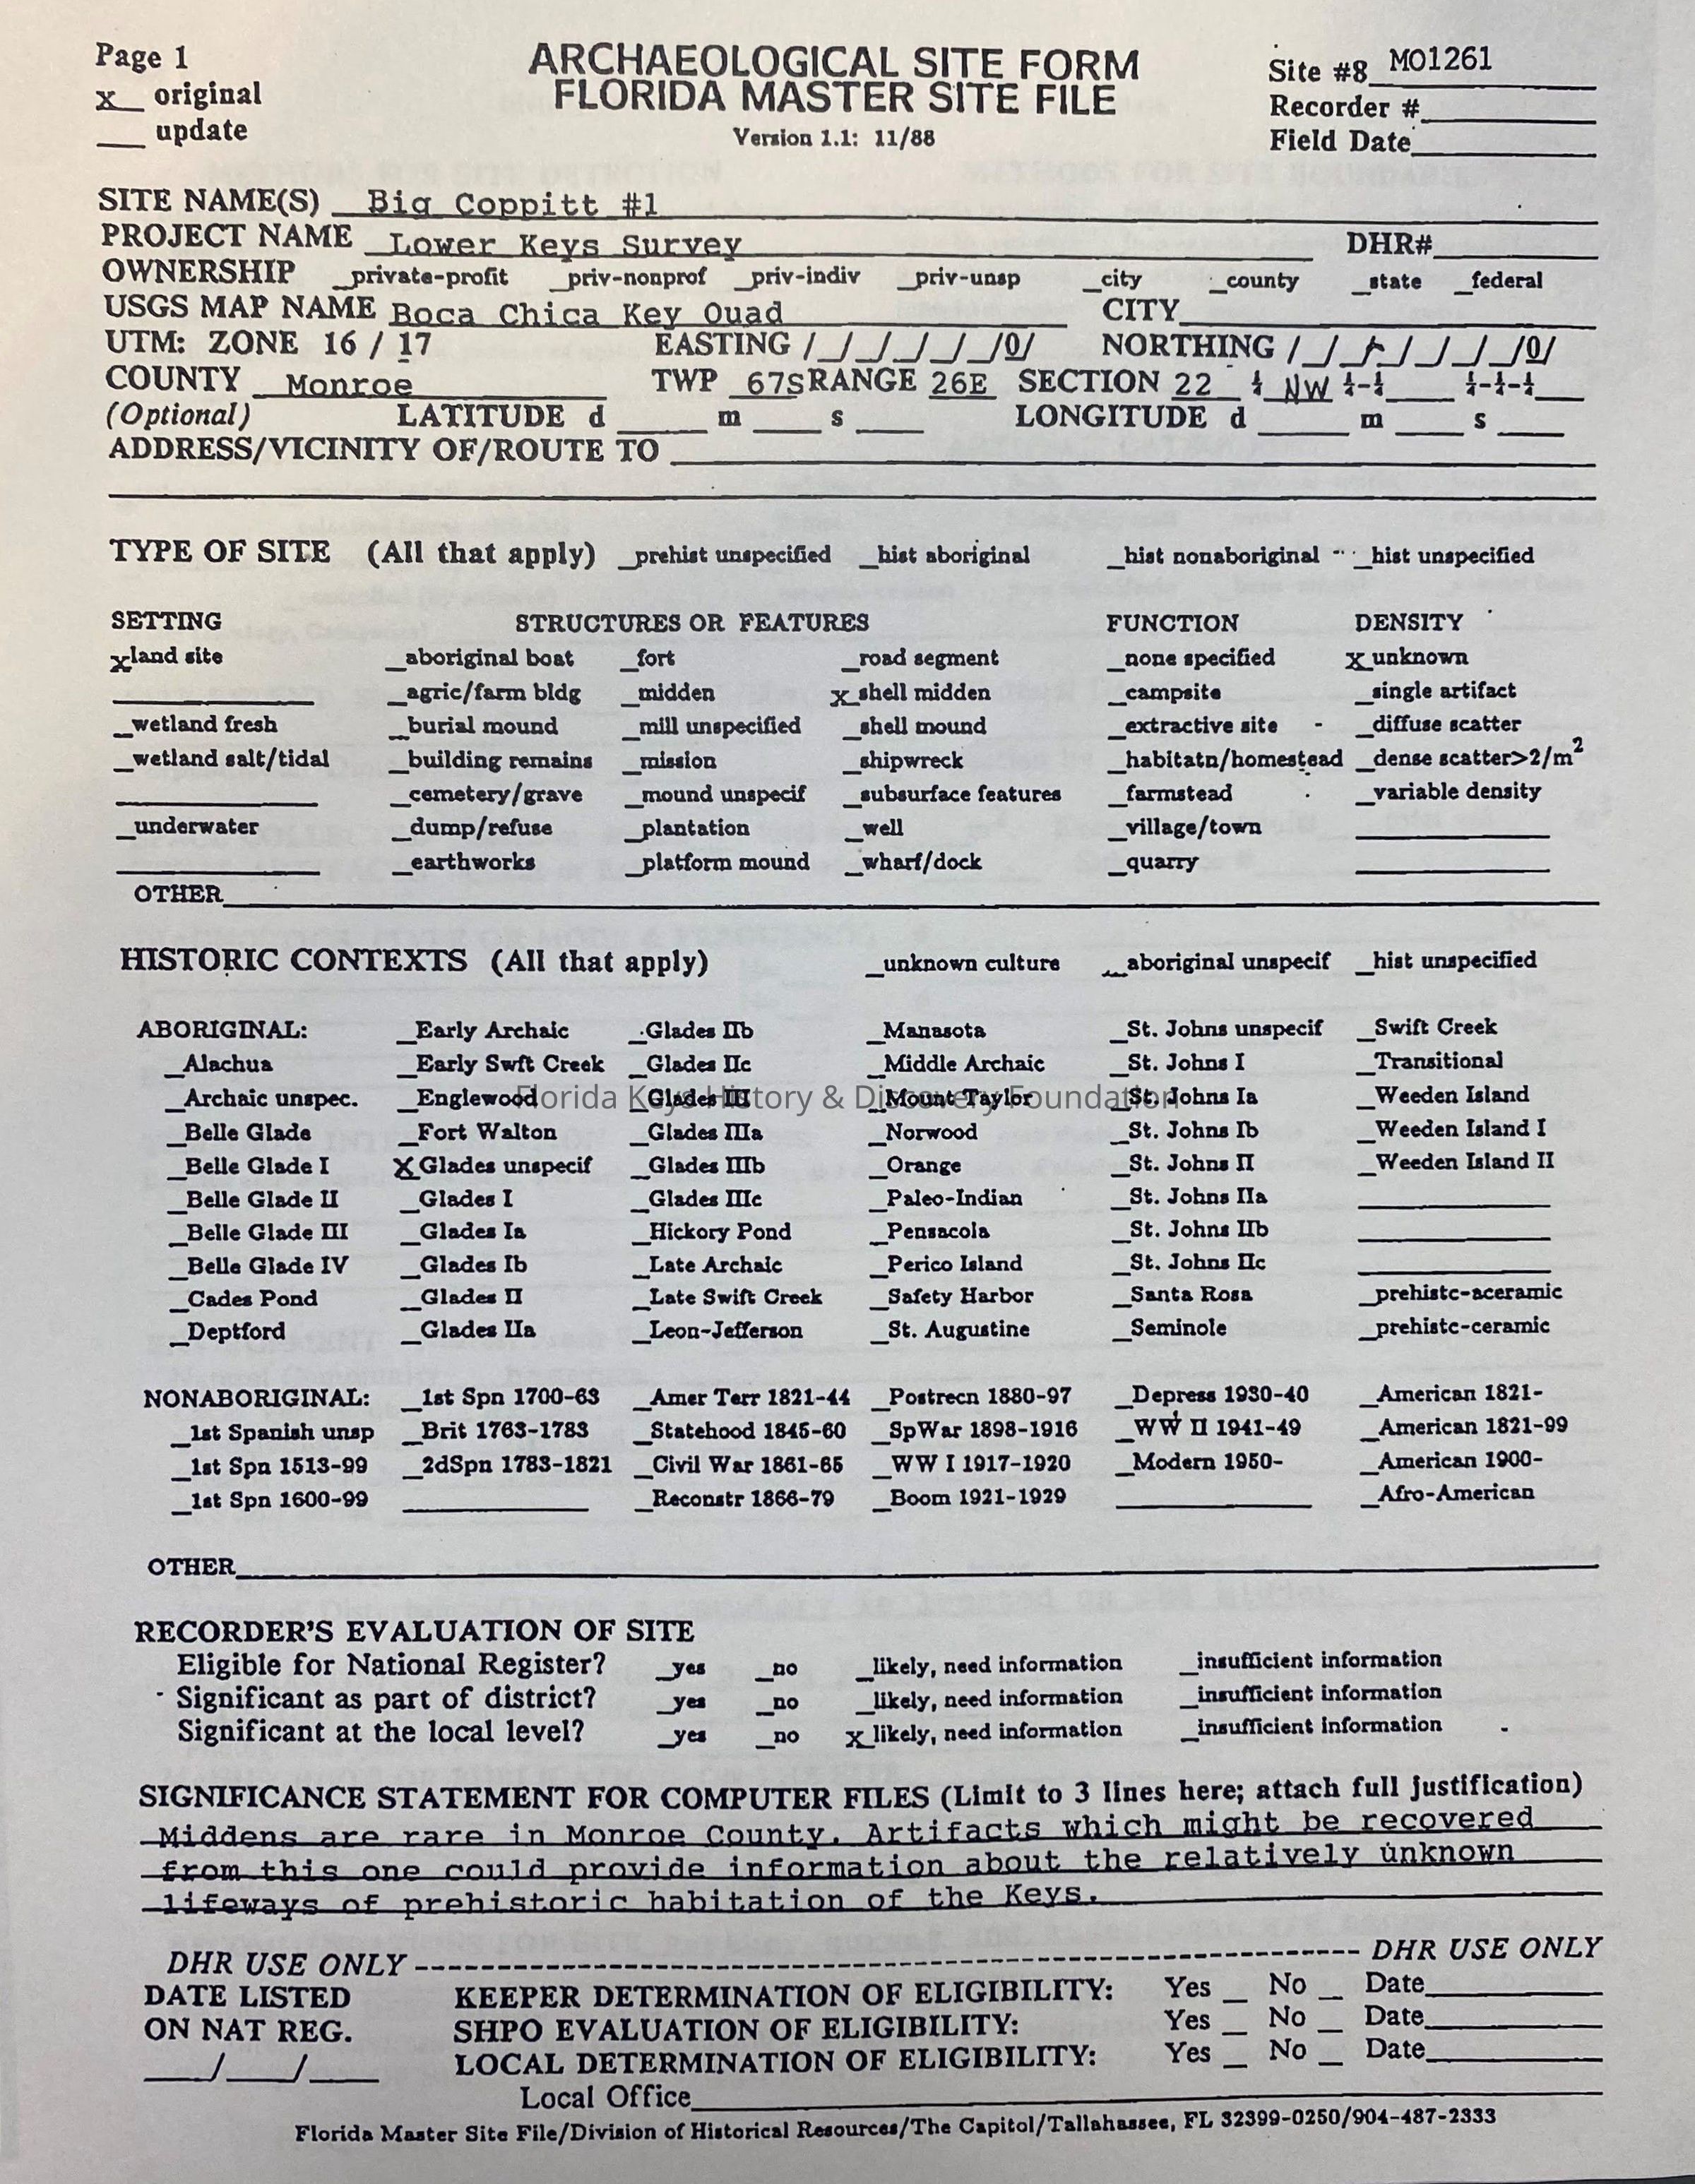 Page 1
x original
__ update
ARCHAEOLOGICAL SITE FORM
FLORIDA MASTER SITE FILE
Version 1.1: 11/88
Site #8 MO1261
Recorder #
Field Date
SITE NAME(S) Big Coppitt #1
PROJECT NAME Lower Keys Survey DHR#
OWNERSHIP _private-profit _priv-nonprof _priv-indiv _priv-unsp _city _county _state _federal
USGS MAP NAME Boca Chica Key Quad CITY
UTM: ZONE 16 / 17 EASTING /_/_/_/_/_/0/ NORTHING /_/_/_/_/_/_/0/
COUNTY Monroe TWP 67S RANGE 26E SECTION 22 ¼ NW ¼-¼ ____ ¼-¼-¼ ___
(Optional) LATITUDE d ____ m ____ s ____ LONGITUDE d ____ m ____ s ____
ADDRESS/VICINITY OF/ROUTE TO
TYPE OF SITE (All that apply) _prehist unspecified _hist aboriginal _hist nonaboriginal _hist unspecified
SETTING STRUCTURES OR FEATURES FUNCTION DENSITY
x land site _aboriginal boat _fort _road segment _none specified x unknown
_agric/farm bldg _midden x shell midden _campsite _single artifact
_wetland fresh _burial mound _mill unspecified _shell mound _extractive site _diffuse scatter
_wetland salt/tidal _building remains _mission _shipwreck _habitatn/homestead _dense scatter>2/m²
_cemetery/grave _mound unspecif _subsurface features _farmstead _variable density
_underwater _dump/refuse _plantation _well _village/town
_earthworks _platform mound _wharf/dock _quarry
OTHER
HISTORIC CONTEXTS (All that apply) _unknown culture _aboriginal unspecif _hist unspecified
ABORIGINAL: _Early Archaic _Glades IIb _Manasota _St. Johns unspecif _Swift Creek
_Alachua _Early Swft Creek _Glades IIc _Middle Archaic _St. Johns I _Transitional
_Archaic unspec. _Englewood _Glades III _Mount Taylor _St. Johns Ia _Weeden Island
Florida Keys History & Discovery Foundation
_Belle Glade _Fort Walton _Glades IIIa _Norwood _St. Johns Ib _Weeden Island I
_Belle Glade I X Glades unspecif _Glades IIIb _Orange _St. Johns II _Weeden Island II
_Belle Glade II _Glades I _Glades IIIc _Paleo-Indian _St. Johns IIa
_Belle Glade III _Glades Ia _Hickory Pond _Pensacola _St. Johns IIb
_Belle Glade IV _Glades Ib _Late Archaic _Perico Island _St. Johns IIc
_Cades Pond _Glades II _Late Swift Creek _Safety Harbor _Santa Rosa _prehistc-aceramic
_Deptford _Glades IIa _Leon-Jefferson _St. Augustine _Seminole _prehistc-ceramic
NONABORIGINAL: _1st Spn 1700-63 _Amer Terr 1821-44 _Postrecn 1880-97 _Depress 1930-40 _American 1821-
_1st Spanish unsp _Brit 1763-1783 _Statehood 1845-60 _SpWar 1898-1916 _WW II 1941-49 _American 1821-99
_1st Spn 1513-99 _2dSpn 1783-1821 _Civil War 1861-65 _WW I 1917-1920 _Modern 1950- _American 1900-
_1st Spn 1600-99 _Reconstr 1866-79 _Boom 1921-1929 _Afro-American
OTHER
RECORDER'S EVALUATION OF SITE
Eligible for National Register? _yes _no _likely, need information _insufficient information
Significant as part of district? _yes _no _likely, need information _insufficient information
Significant at the local level? _yes _no x likely, need information _insufficient information
SIGNIFICANCE STATEMENT FOR COMPUTER FILES (Limit to 3 lines here; attach full justification)
Middens are rare in Monroe County. Artifacts which might be recovered
from this one could provide information about the relatively unknown
lifeways of prehistoric habitation of the Keys.
DHR USE ONLY ---------- DHR USE ONLY
DATE LISTED KEEPER DETERMINATION OF ELIGIBILITY: Yes _ No _ Date
ON NAT REG. SHPO EVALUATION OF ELIGIBILITY: Yes _ No _ Date
___/___/___ LOCAL DETERMINATION OF ELIGIBILITY: Yes _ No _ Date
Local Office
Florida Master Site File/Division of Historical Resources/The Capitol/Tallahassee, FL 32399-0250/904-487-2333